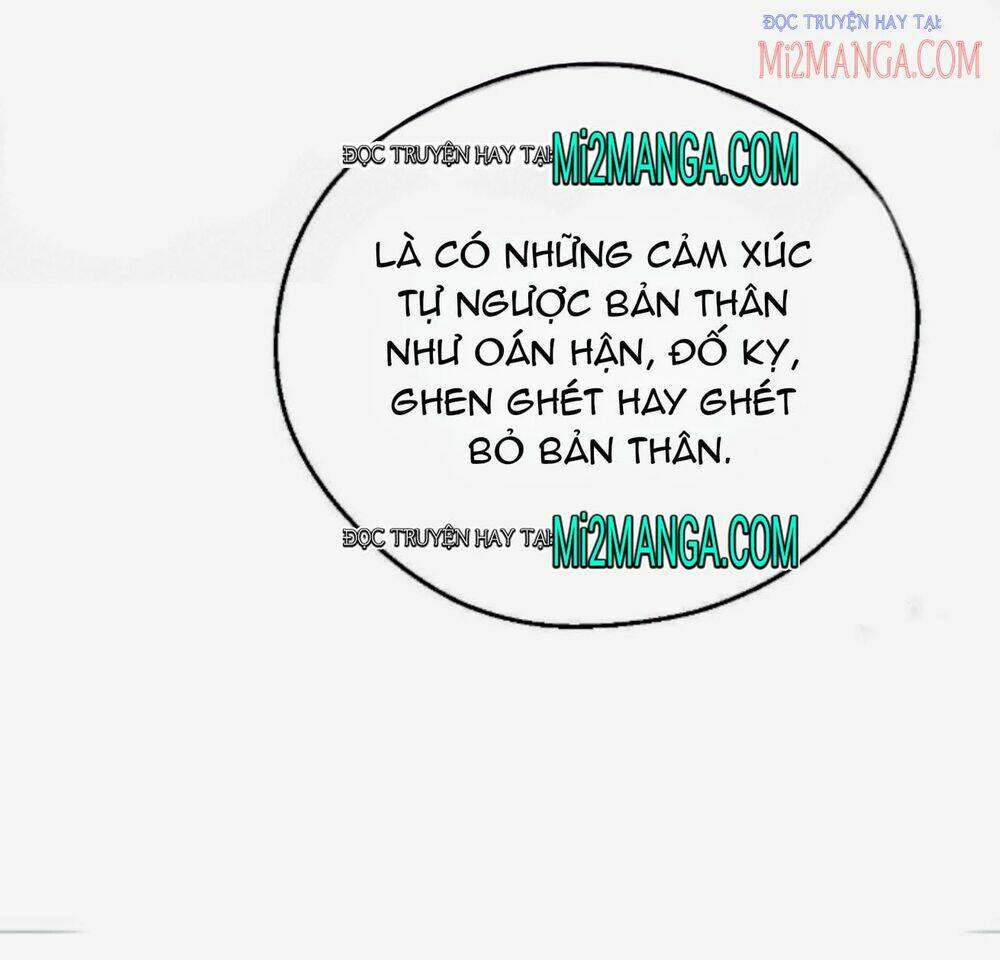 ĐỌC TRUYỆN HAY TẠI:
Mi2MANGA.COM
ĐỌC TRUYỆN HAY TẠI: Mi2MANGA.COM
LÀ CÓ NHỮNG CẢM XÚC
TỰ NGƯỢC BẢN THÂN
NHƯ OÁN HẬN, ĐỐ KỴ,
GHEN GHÉT HAY GHÉT
BỎ BẢN THÂN.
ĐỌC TRUYỆN HAY TẠI: Mi2MANGA.COM